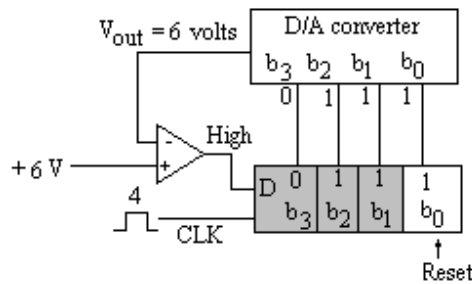 V_out = 6 volts
D/A converter
b3 b2 b1 b0
0 1 1 1
High
-
+ 6 V
+
D 0 1 1 1
b3 b2 b1 b0
4
CLK
Reset